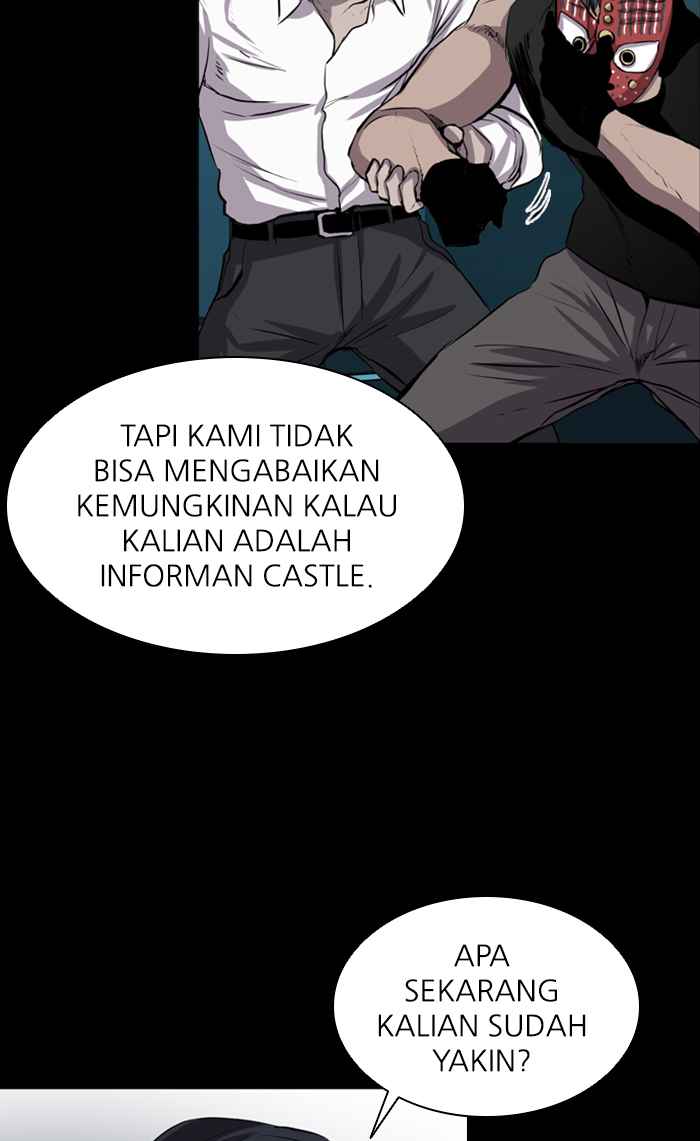 TAPI KAMI TIDAK
BISA MENGABAIKAN
KEMUNGKINAN KALAU
KALIAN ADALAH
INFORMAN CASTLE.
APA
SEKARANG
KALIAN SUDAH
YAKIN?